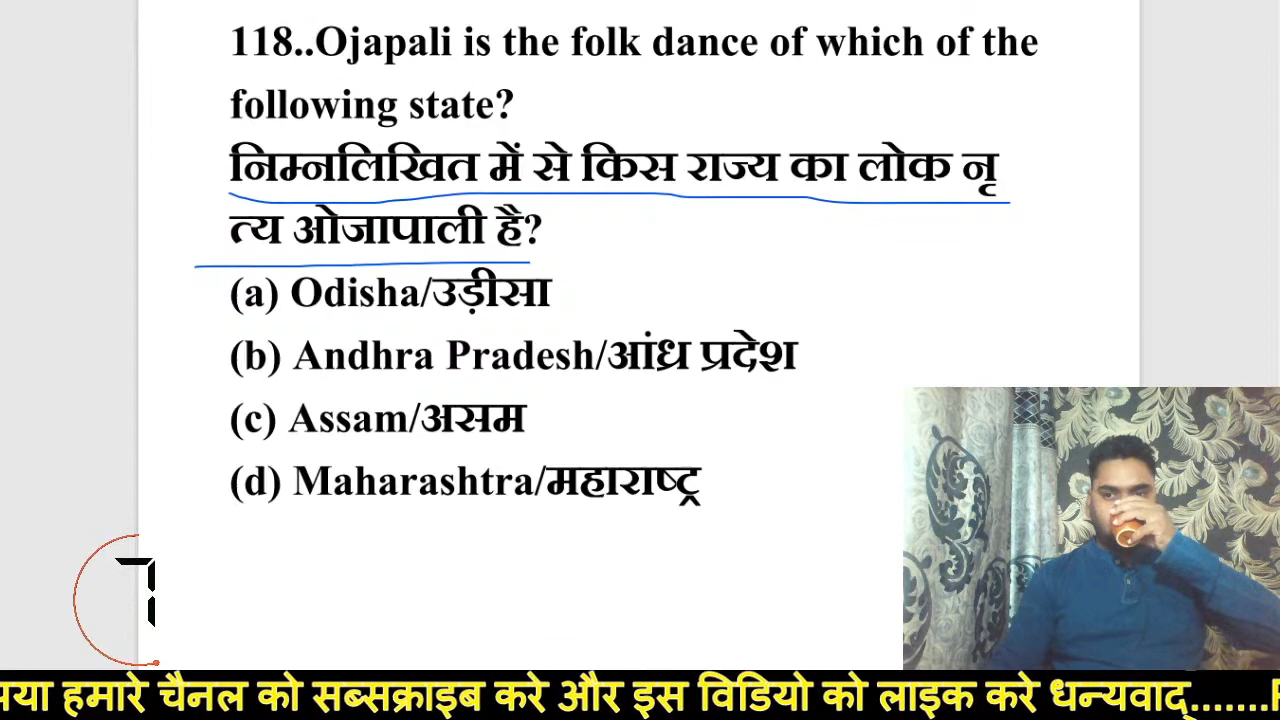 118..Ojapali is the folk dance of which of the
following state?
निम्नलिखित में से किस राज्य का लोक नृ
त्य ओजापाली है?
(a) Odisha/उड़ीसा
(b) Andhra Pradesh/आंध्र प्रदेश
(c) Assam/असम
(d) Maharashtra/महाराष्ट्र
7
हमारे चैनल को सब्सक्राइब करे और इस विडियो को लाइक करे धन्यवाद.......